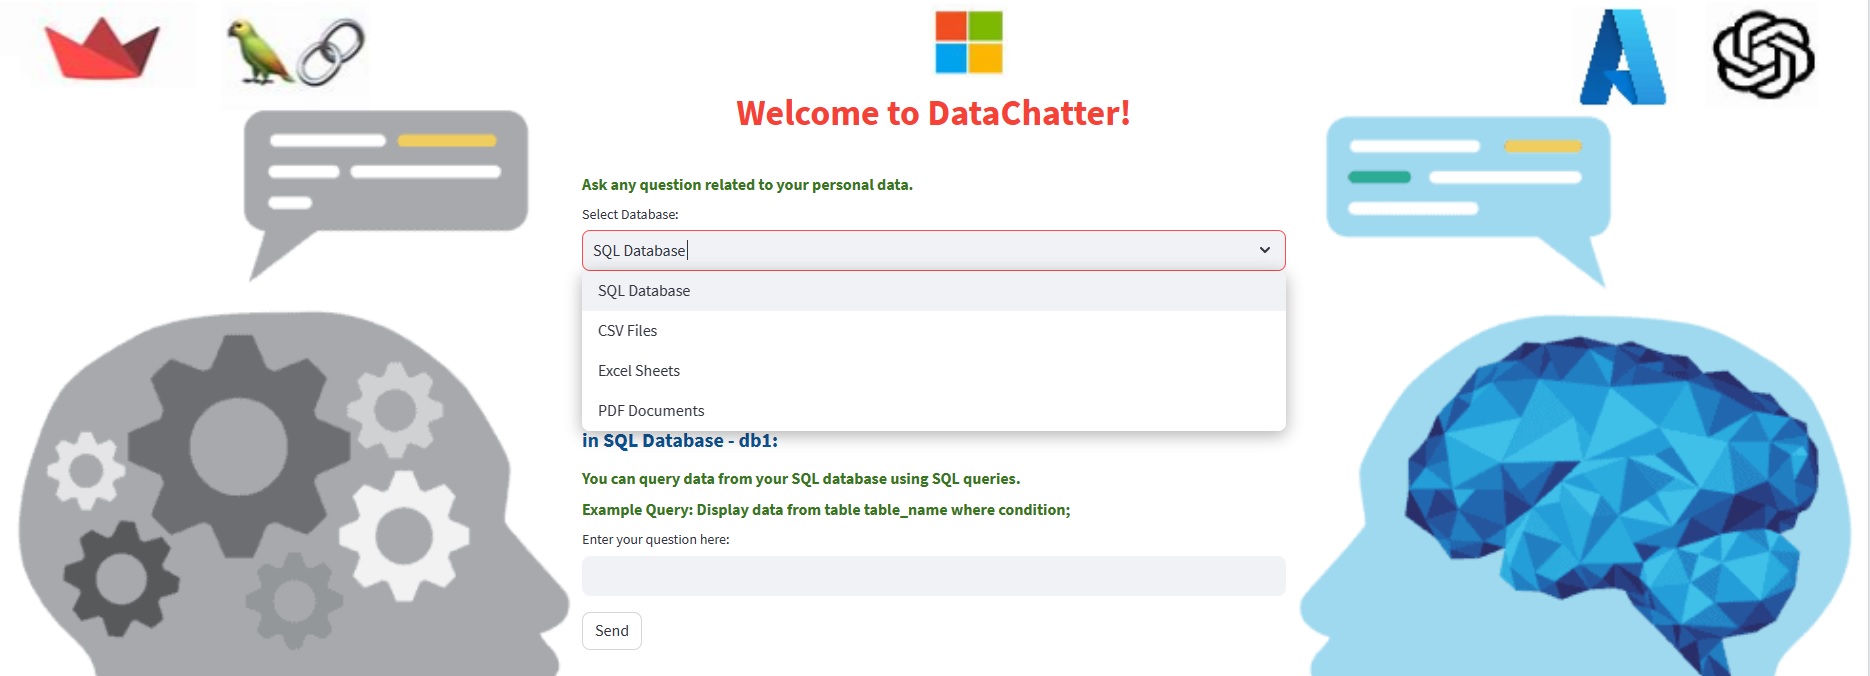 Welcome to DataChatter!
Ask any question related to your personal data.
Select Database:
SQL Database
SQL Database
CSV Files
Excel Sheets
PDF Documents
in SQL Database - db1:
You can query data from your SQL database using SQL queries.
Example Query: Display data from table table_name where condition;
Enter your question here:
Send